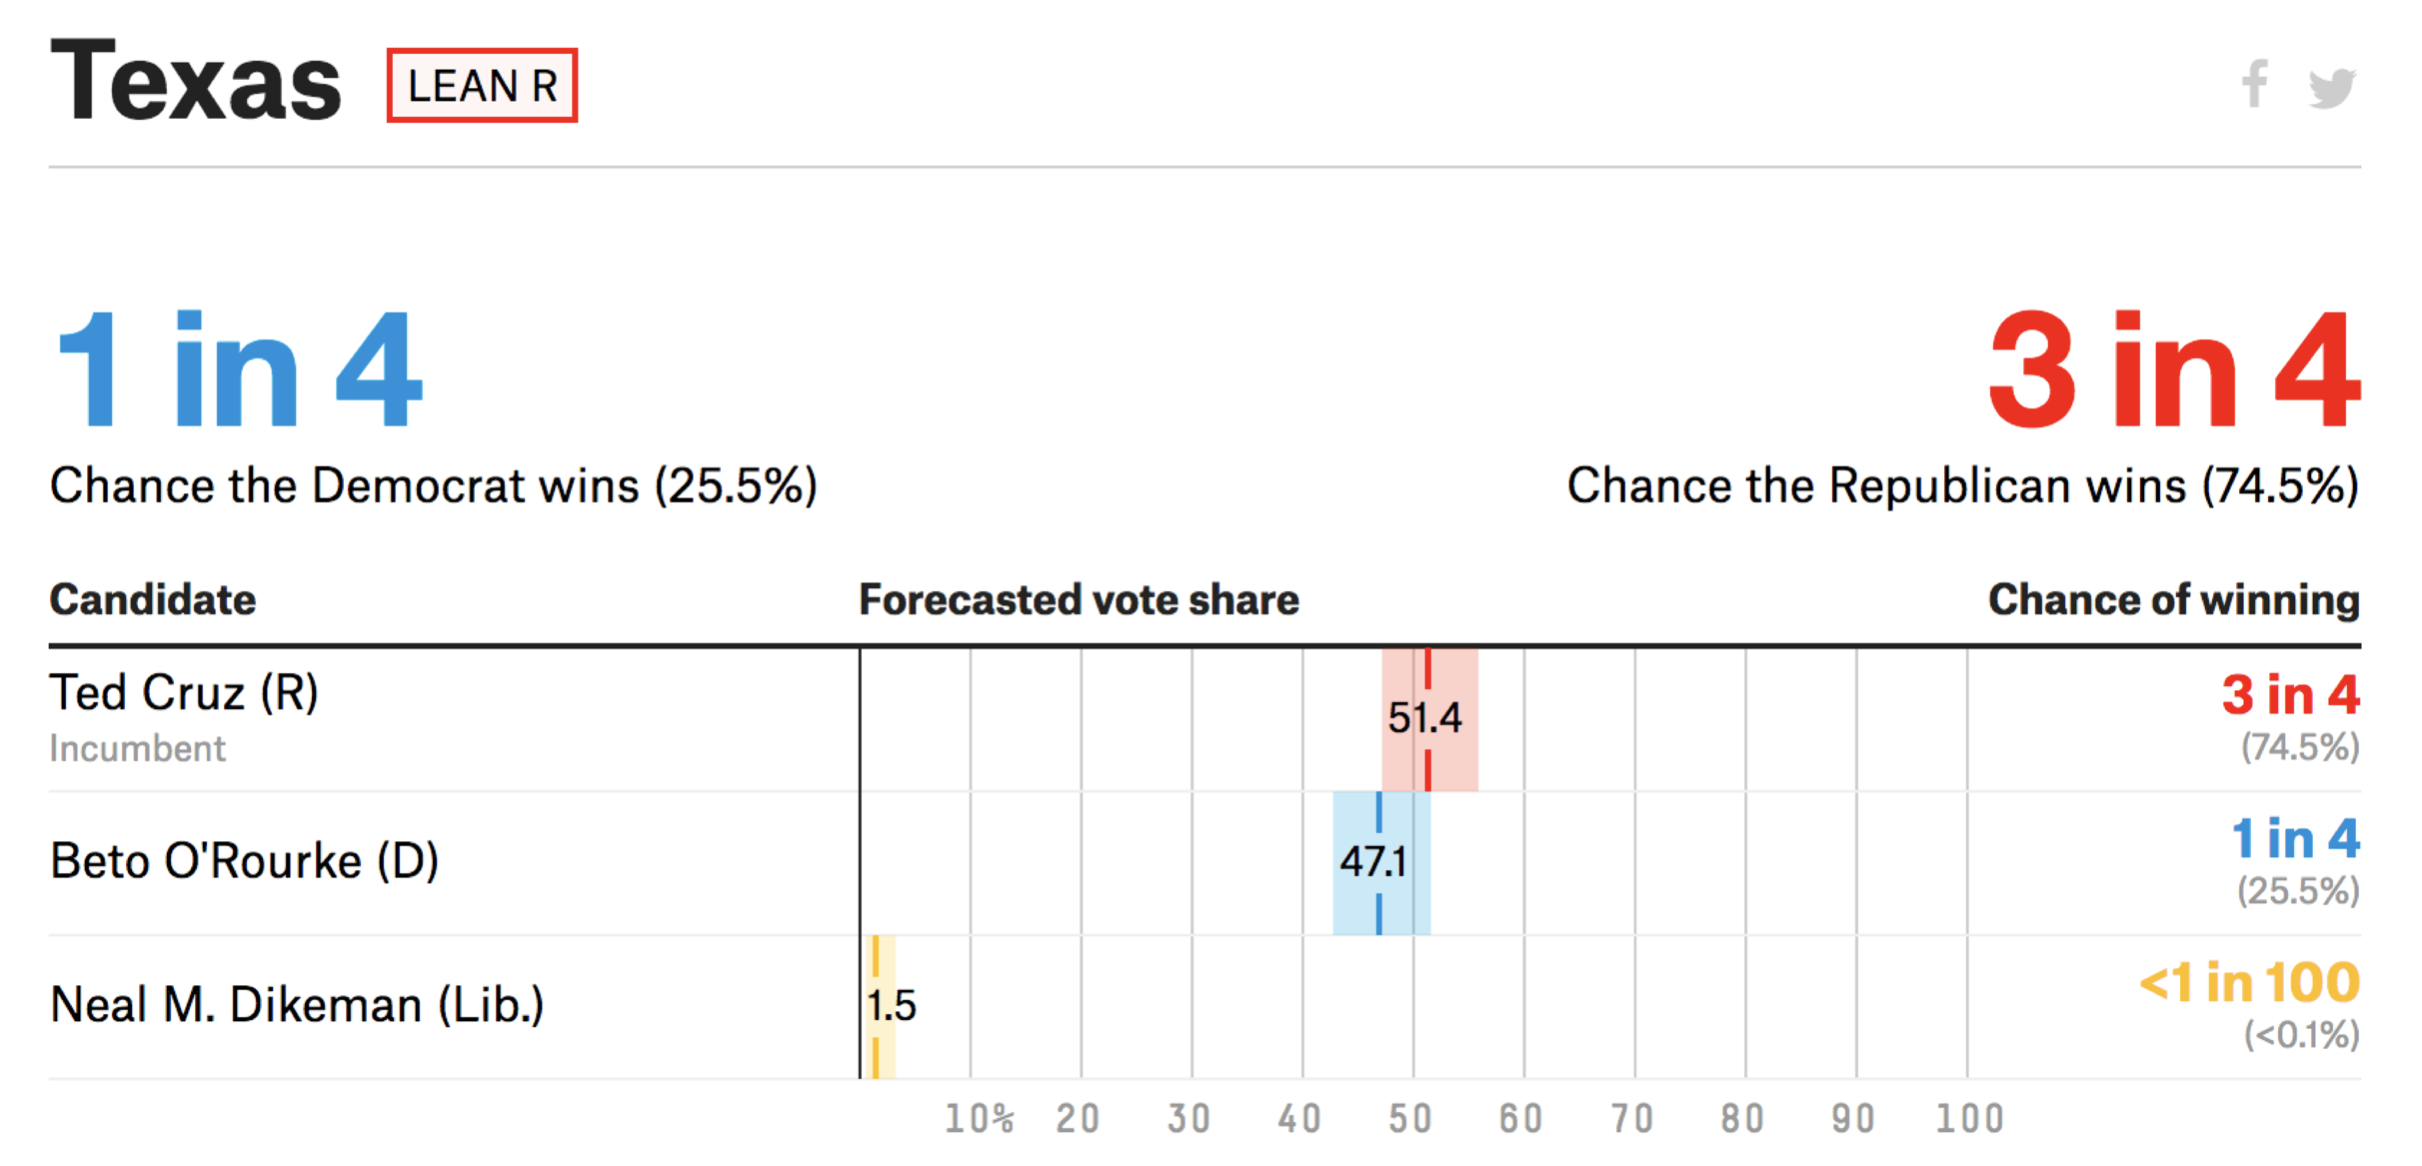 Texas LEAN R
1 in 4 3 in 4
Chance the Democrat wins (25.5%) Chance the Republican wins (74.5%)
Candidate Forecasted vote share Chance of winning
Ted Cruz (R) 51.4 3 in 4
Incumbent (74.5%)
Beto O'Rourke (D) 47.1 1 in 4
(25.5%)
Neal M. Dikeman (Lib.) 1.5 <1 in 100
(<0.1%)
10% 20 30 40 50 60 70 80 90 100